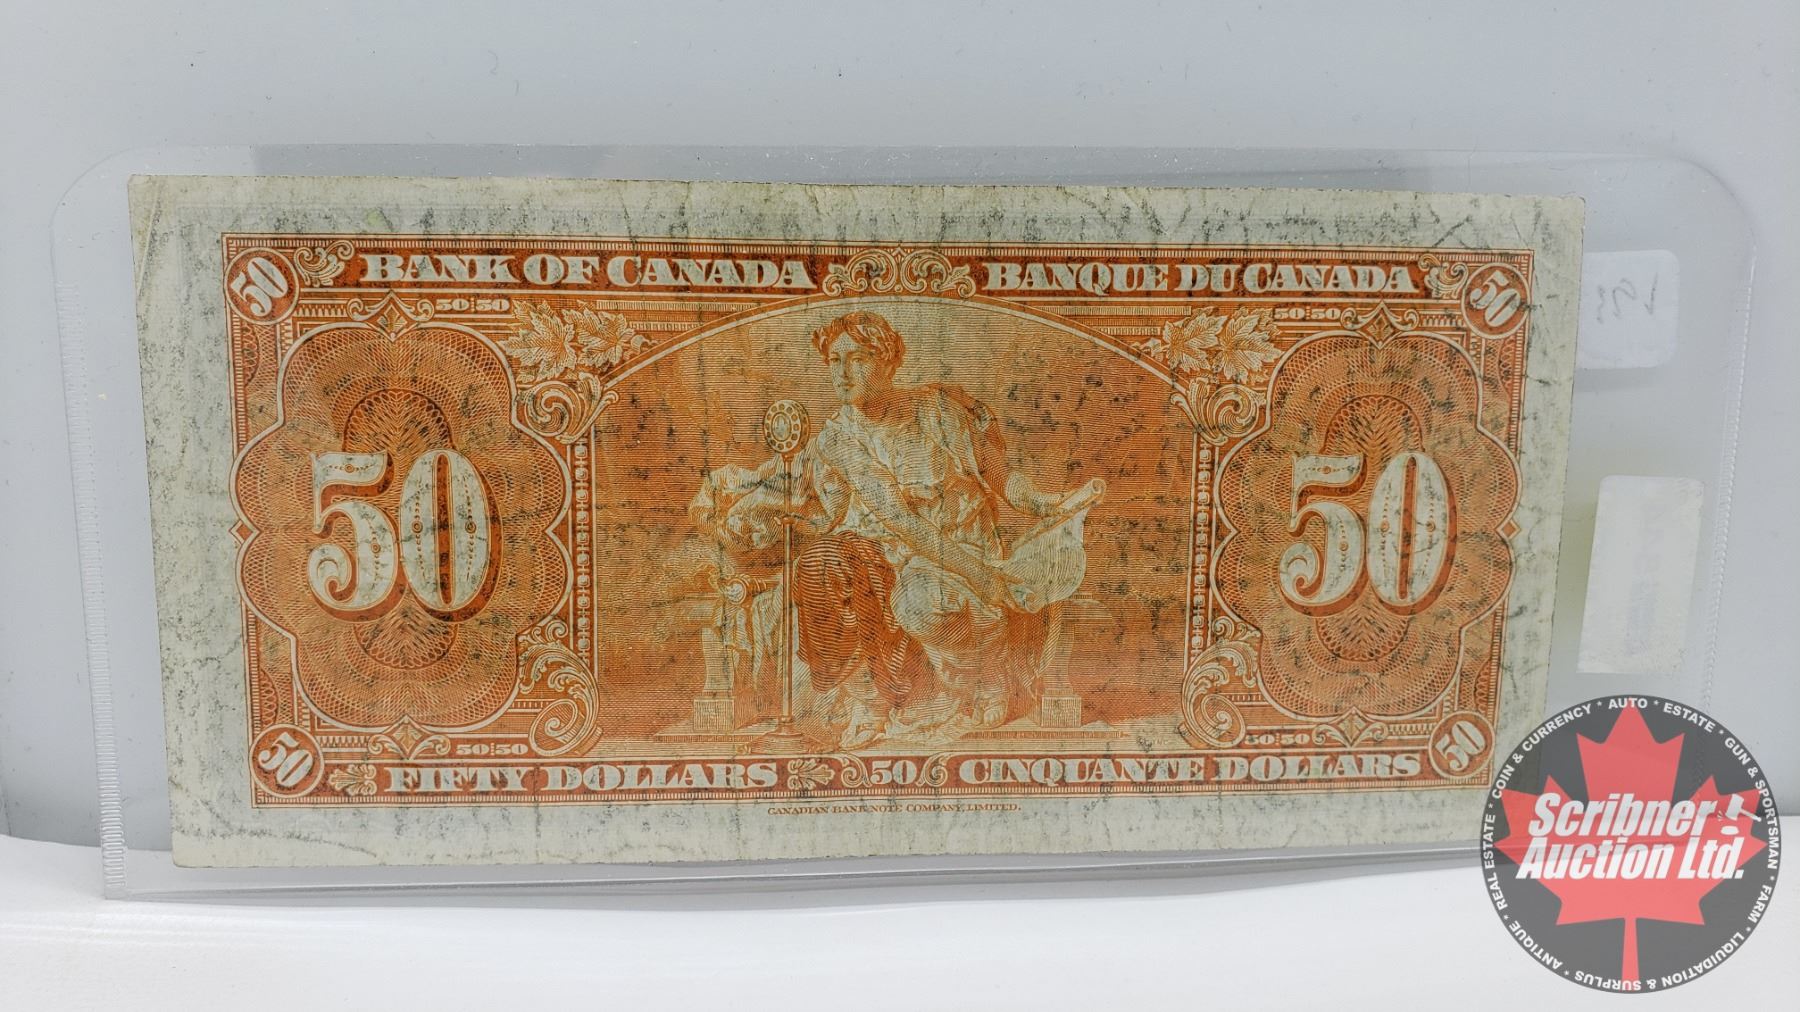 50 BANK OF CANADA BANQUE DU CANADA 50
50:50 50:50
50 50
50:50 50:50
50 FIFTY DOLLARS 50 CINQUANTE DOLLARS 50
CANADIAN BANK NOTE COMPANY, LIMITED.
Scribner!
Auction Ltd.
ANTIQUE * REAL ESTATE * COIN & CURRENCY * AUTO * ESTATE * GUN & SPORTSMAN * FARM * LIQUIDATION & SURPLUS *